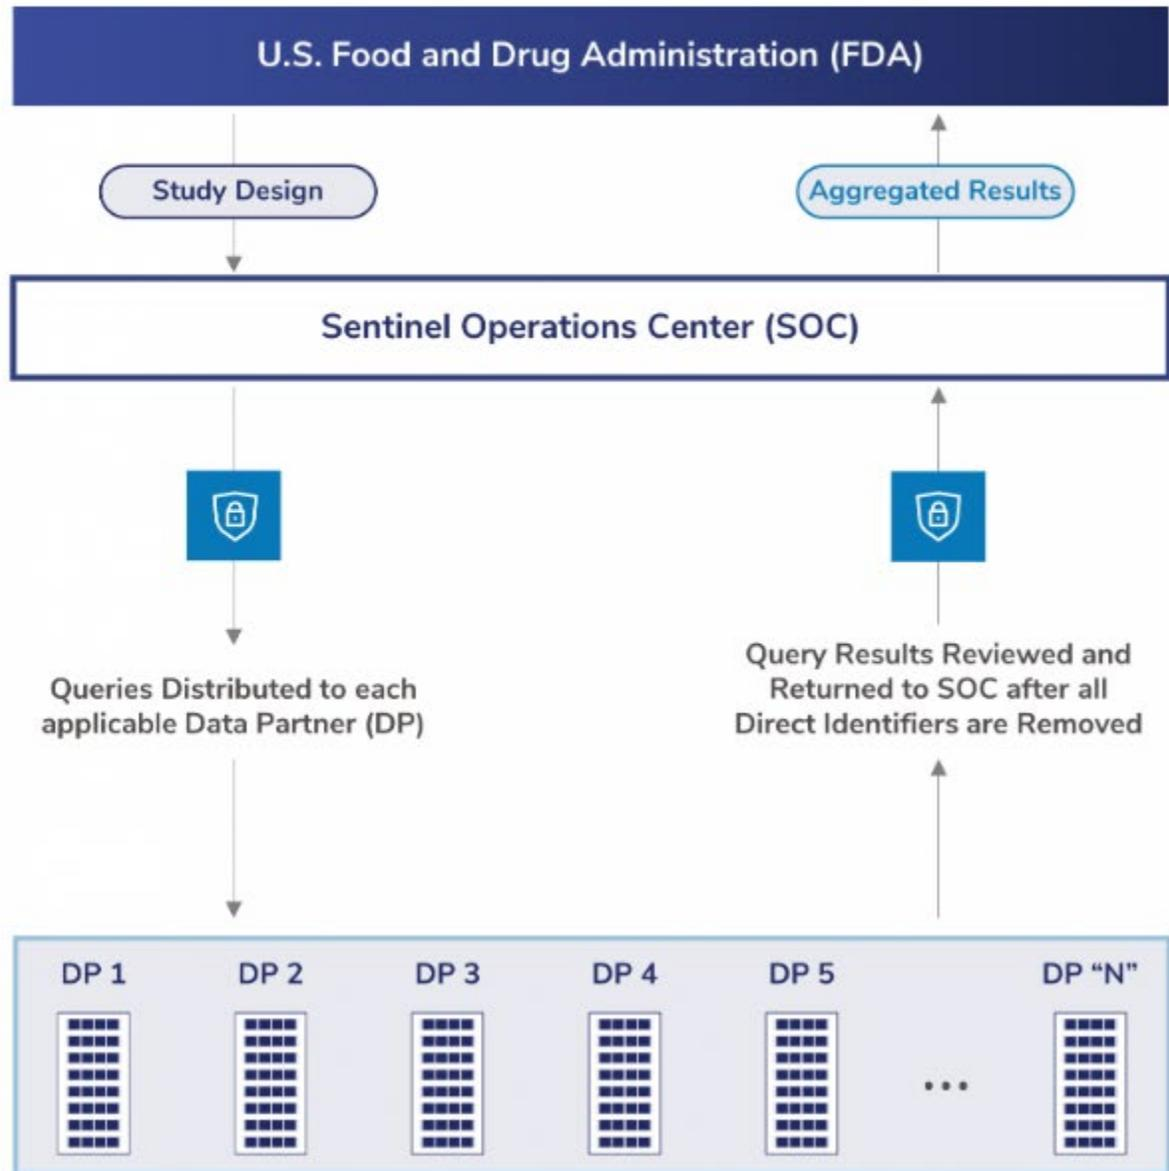 U.S. Food and Drug Administration (FDA)
Study Design
Aggregated Results
Sentinel Operations Center (SOC)
Queries Distributed to each
applicable Data Partner (DP)
Query Results Reviewed and
Returned to SOC after all
Direct Identifiers are Removed
DP 1
DP 2
DP 3
DP 4
DP 5
...
DP “N”